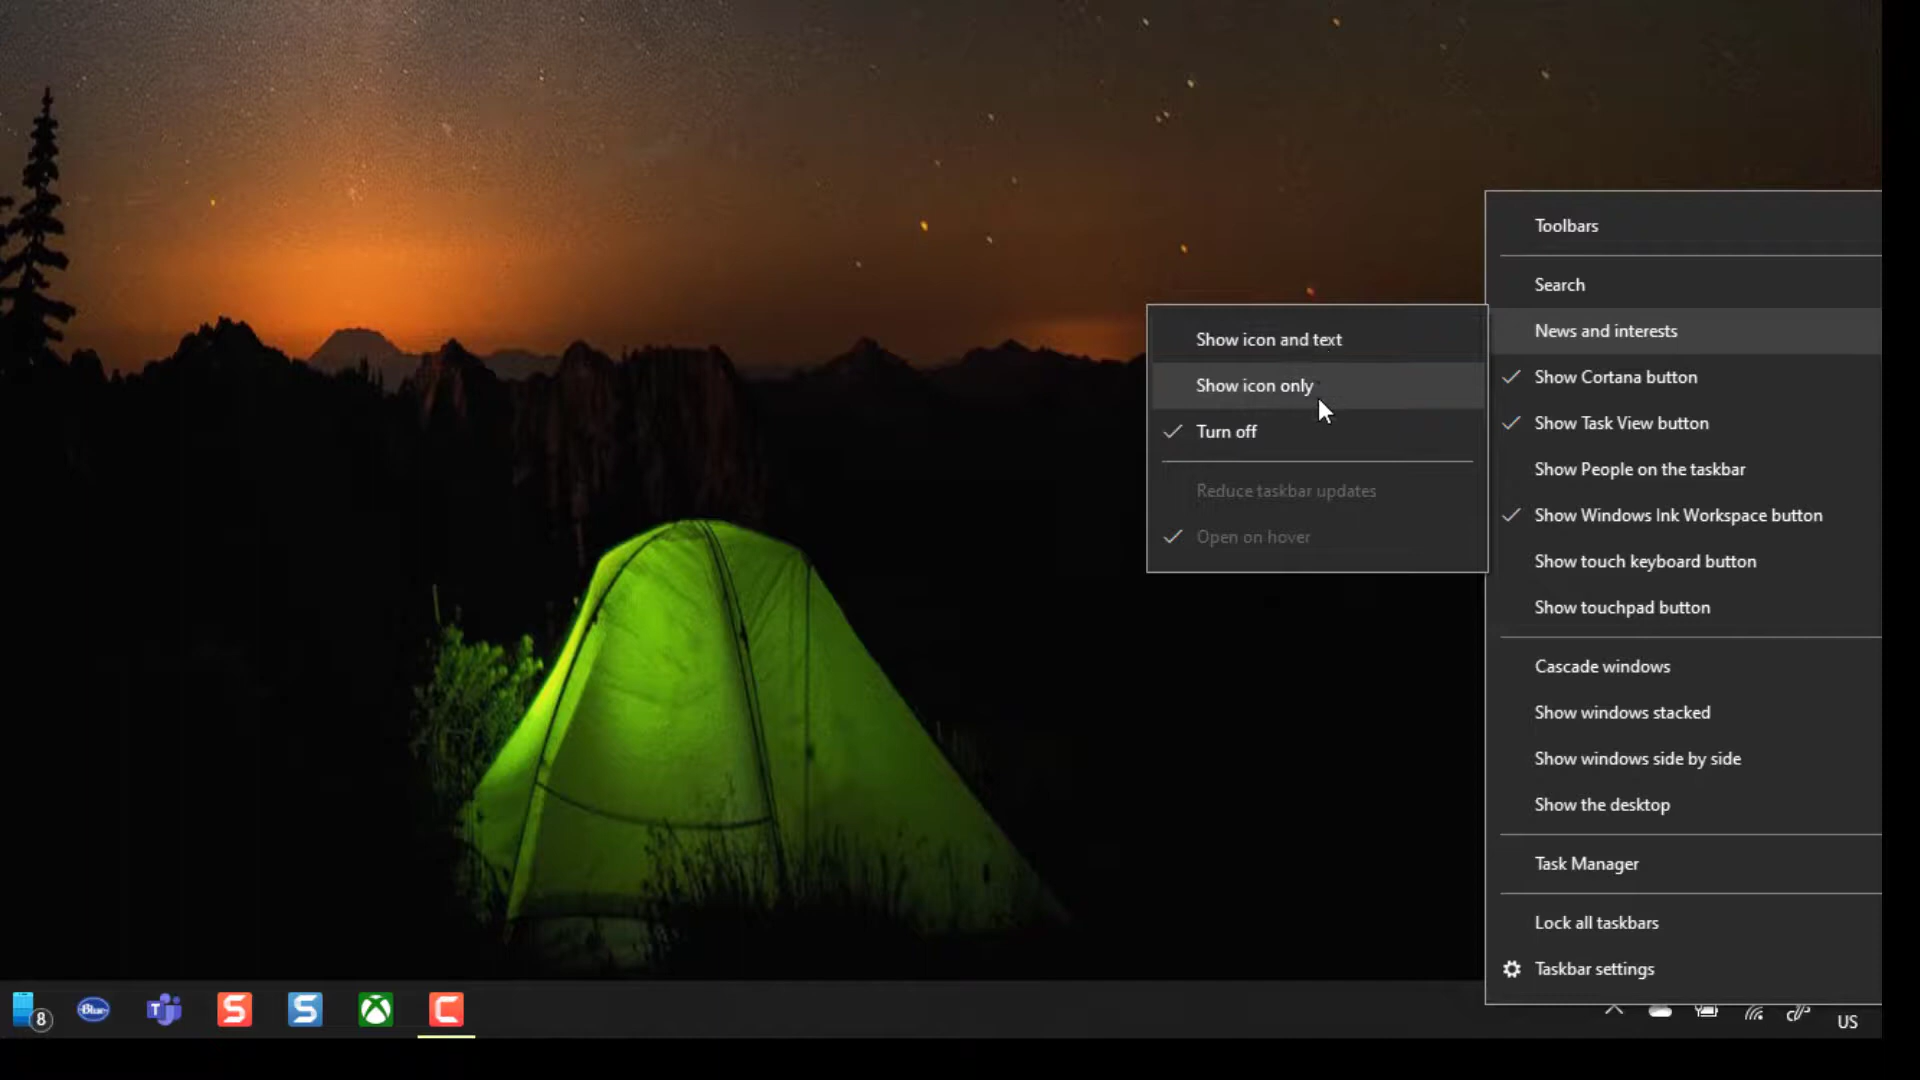 Toolbars
Search
News and interests
Show Cortana button
Show Task View button
Show People on the taskbar
Show Windows Ink Workspace button
Show touch keyboard button
Show touchpad button
Cascade windows
Show windows stacked
Show windows side by side
Show the desktop
Task Manager
Lock all taskbars
Taskbar settings
Show icon and text
Show icon only
Turn off
Reduce taskbar updates
Open on hover
8
Blue
T
S
S
C
US